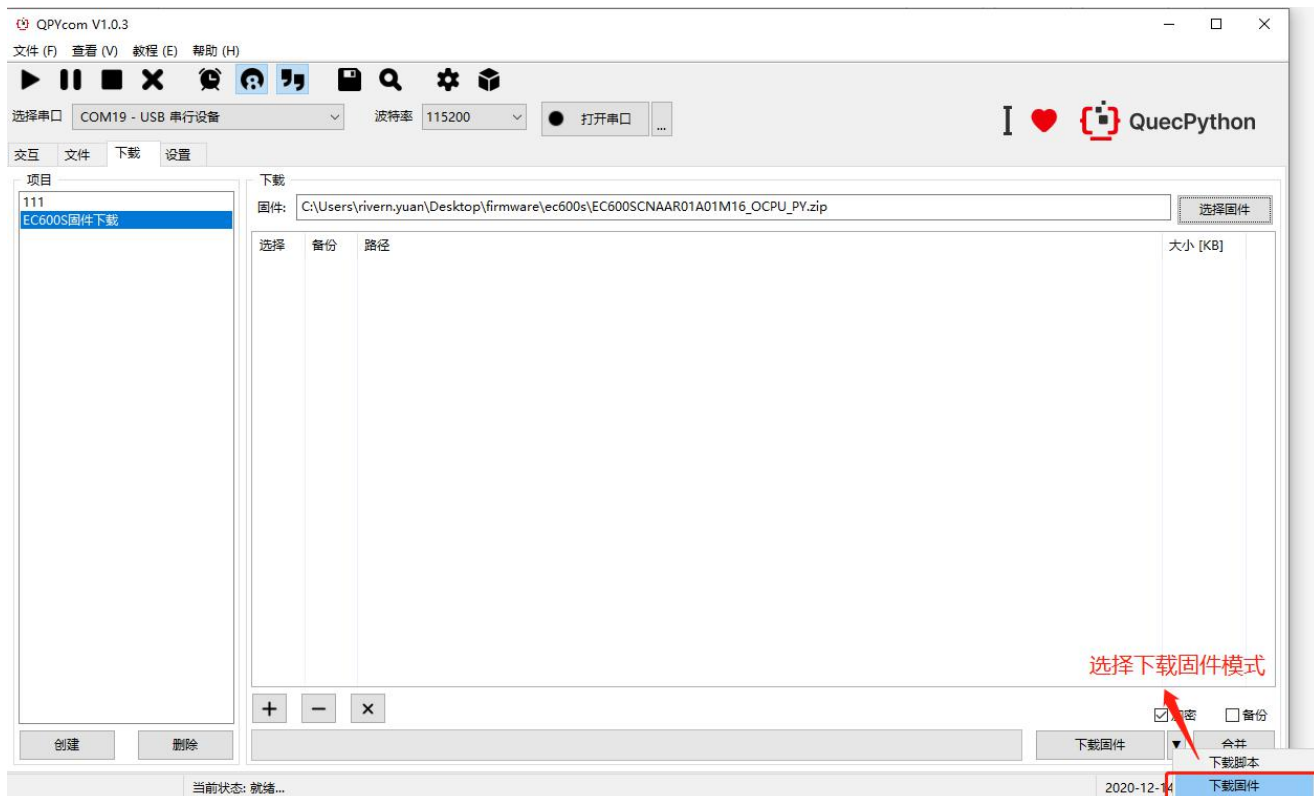 QPYcom V1.0.3
文件 (F) 查看 (V) 教程 (E) 帮助 (H)
选择串口 COM19 - USB 串行设备 波特率 115200 打开串口 ...
QuecPython
交互 文件 下载 设置
项目
111
EC600S固件下载
下载
固件: C:\Users\rivern.yuan\Desktop\firmware\ec600s\EC600SCNAAR01A01M16_OCPU_PY.zip 选择固件
选择 备份 路径 大小 [KB]
选择下载固件模式
密 备份
创建 删除 下载固件 合并
下载脚本
当前状态: 就绪... 2020-12-14 下载固件